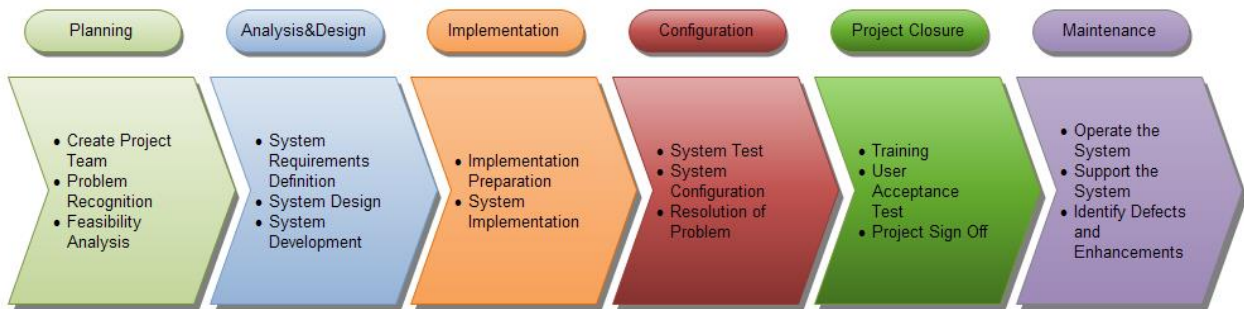 Planning
Analysis&Design
Implementation
Configuration
Project Closure
Maintenance
• Create Project
Team
• Problem
Recognition
• Feasibility
Analysis
• System
Requirements
Definition
• System Design
• System
Development
• Implementation
Preparation
• System
Implementation
• System Test
• System
Configuration
• Resolution of
Problem
• Training
• User
Acceptance
Test
• Project Sign Off
• Operate the
System
• Support the
System
• Identify Defects
and
Enhancements